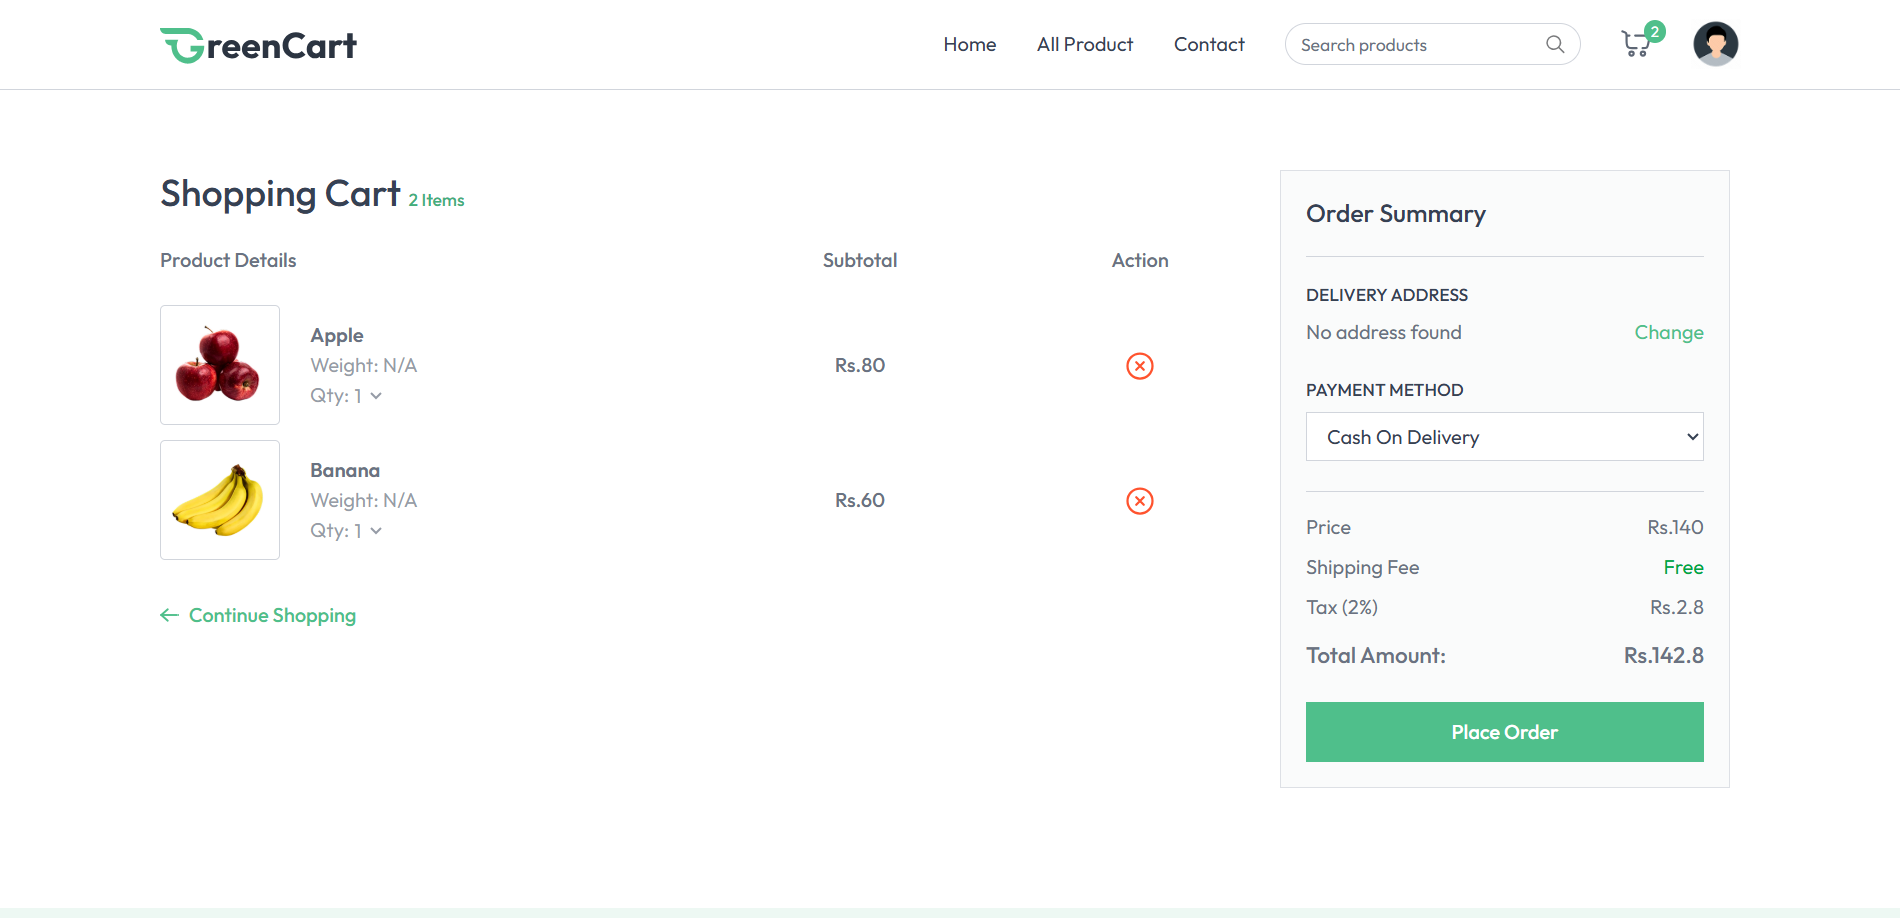 GreenCart
Home
All Product
Contact
Search products
2
Shopping Cart 2 Items
Product Details
Subtotal
Action
Apple
Weight: N/A
Qty: 1
Rs.80
Banana
Weight: N/A
Qty: 1
Rs.60
Continue Shopping
Order Summary
DELIVERY ADDRESS
No address found
Change
PAYMENT METHOD
Cash On Delivery
Price
Rs.140
Shipping Fee
Free
Tax (2%)
Rs.2.8
Total Amount:
Rs.142.8
Place Order